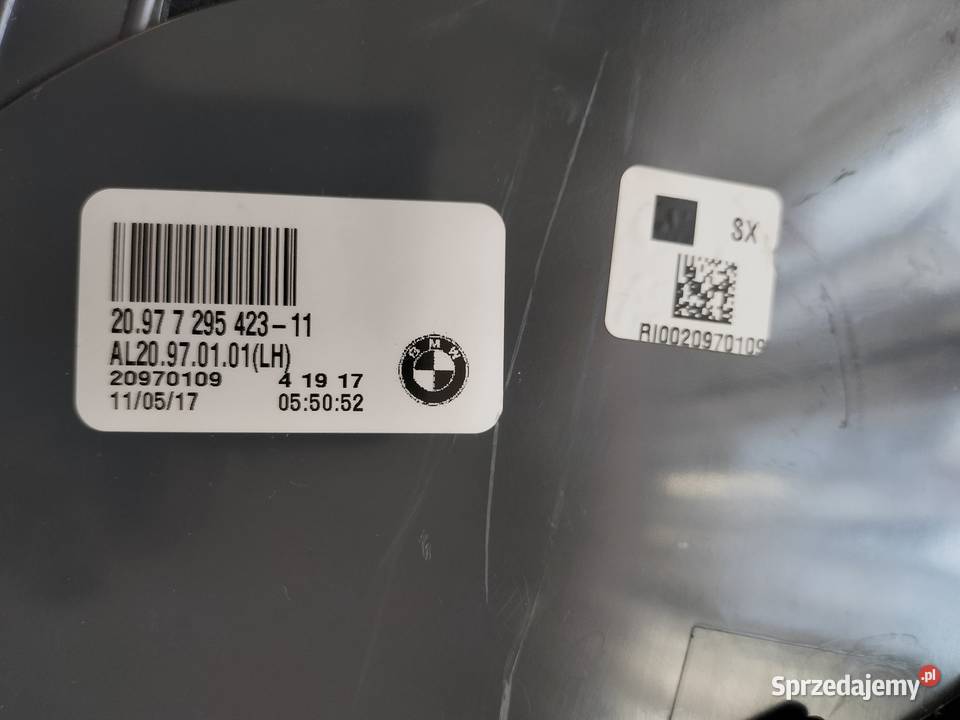 20.97 7 295 423-11
AL20.97.01.01(LH)
20970109 4 19 17
11/05/17 05:50:52
BMW
SX
RI0020970109
Sprzedajemy.pl